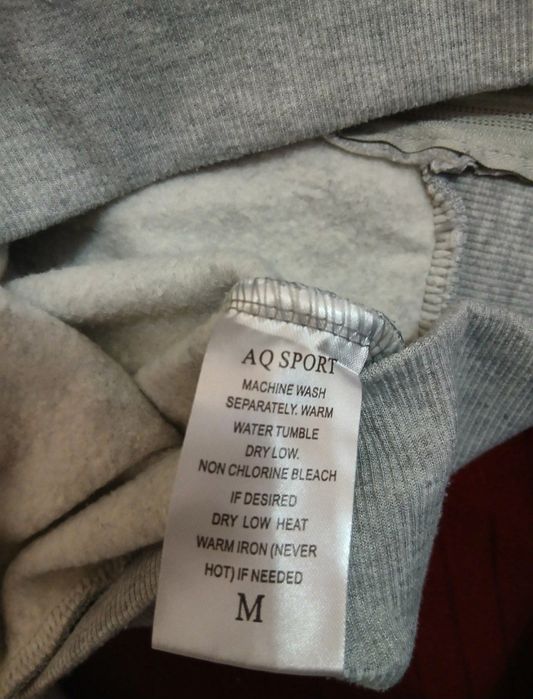 AQ SPORT
MACHINE WASH
SEPARATELY. WARM
WATER TUMBLE
DRY LOW.
NON CHLORINE BLEACH
IF DESIRED
DRY LOW HEAT
WARM IRON (NEVER
HOT) IF NEEDED
M